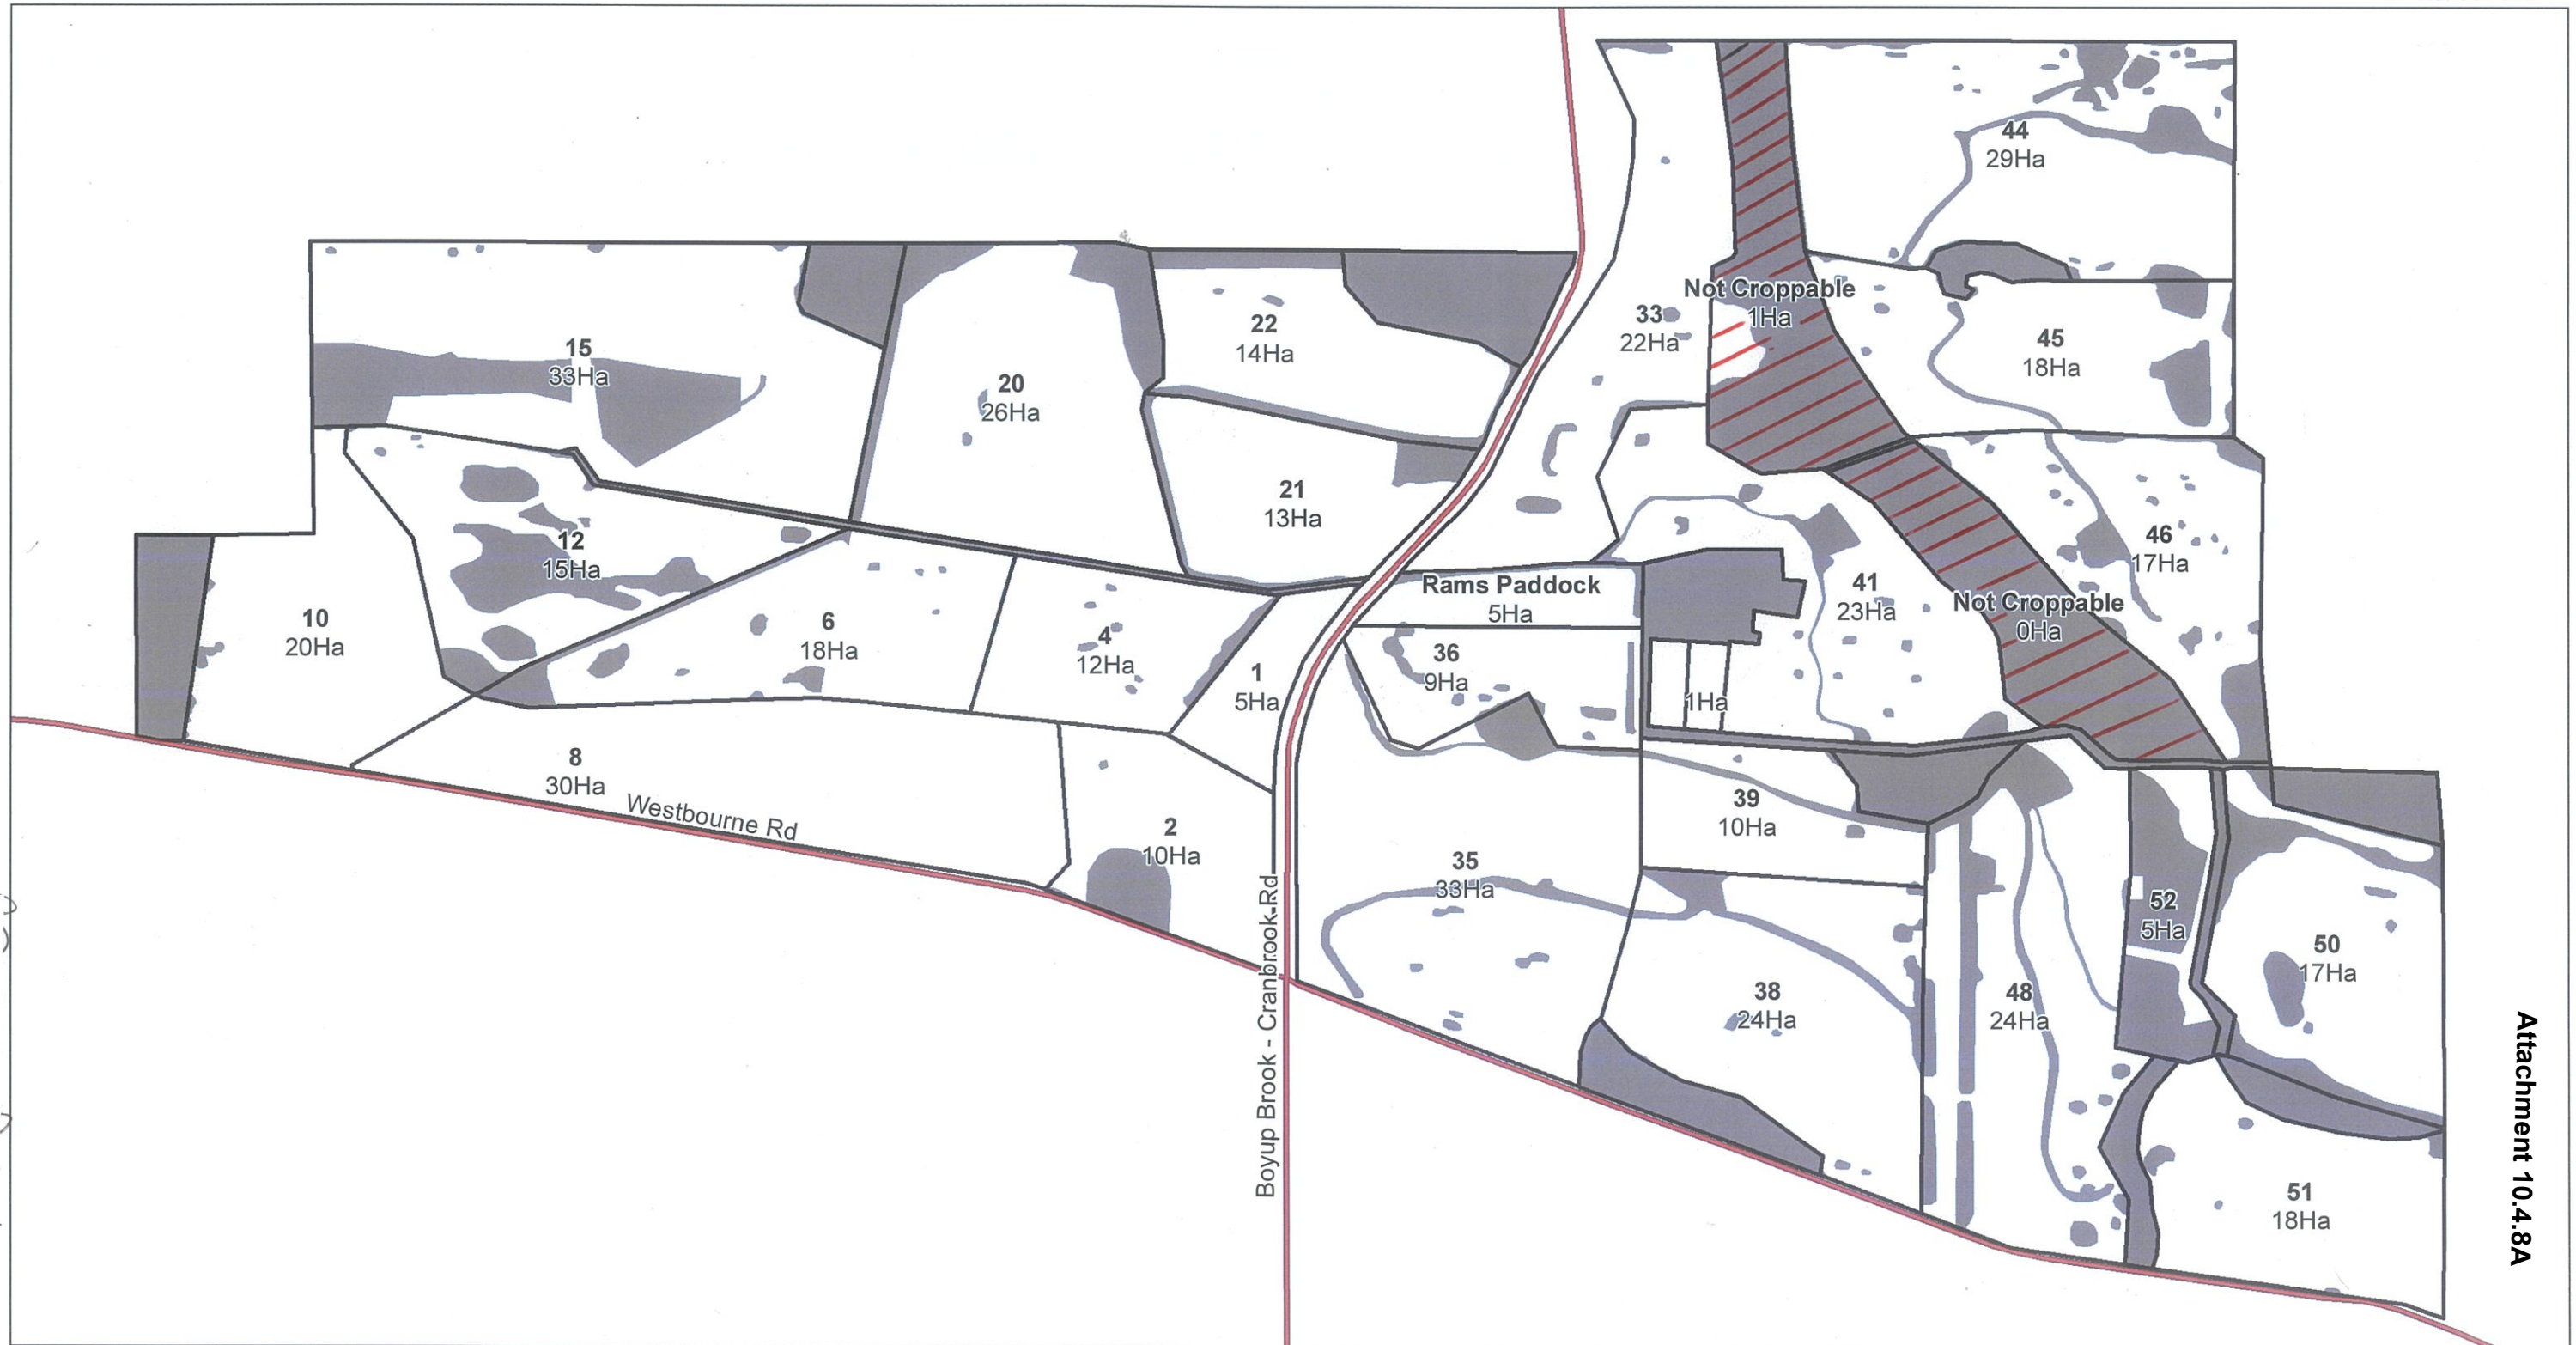 44
29Ha
Not Croppable
1Ha
33
22Ha
22
14Ha
45
18Ha
15
33Ha
20
26Ha
21
13Ha
46
17Ha
12
15Ha
Rams Paddock
5Ha
41
23Ha
Not Croppable
0Ha
10
20Ha
6
18Ha
4
12Ha
36
9Ha
1
5Ha
1Ha
8
30Ha
Westbourne Rd
2
10Ha
39
10Ha
35
33Ha
52
5Ha
50
17Ha
38
24Ha
48
24Ha
Boyup Brook - Cranbrook-Rd
51
18Ha
Attachment 10.4.8A